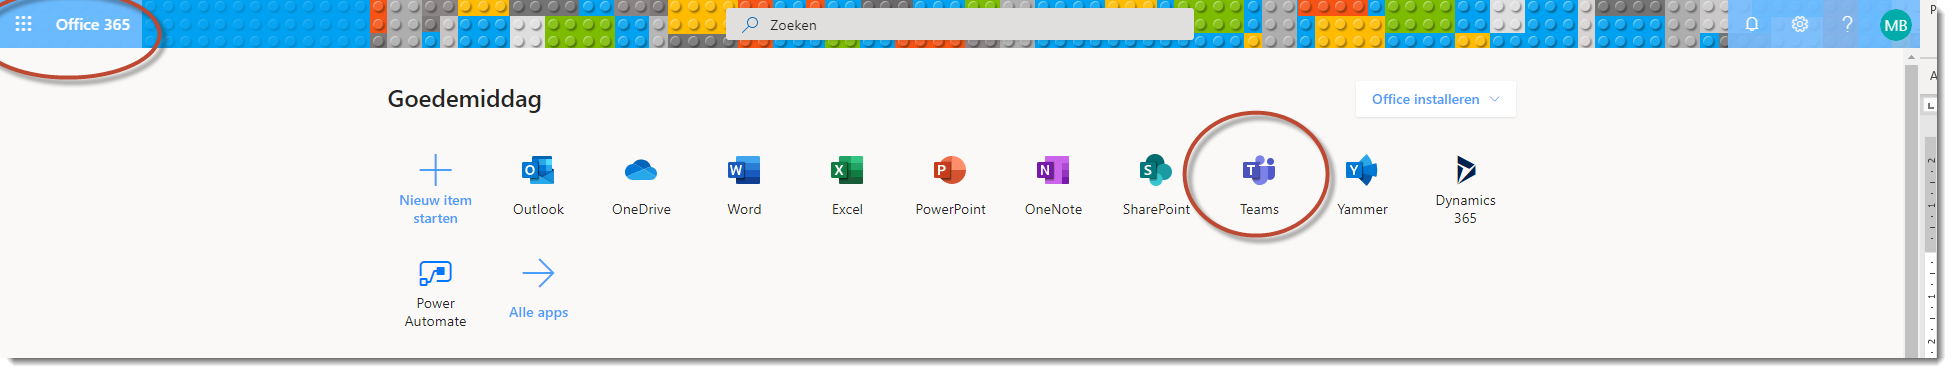 Office 365
Zoeken
?
MB
Goedemiddag
Office installeren
Nieuw item
starten
Outlook
OneDrive
Word
Excel
PowerPoint
OneNote
SharePoint
Teams
Yammer
Dynamics
365
Power
Automate
Alle apps